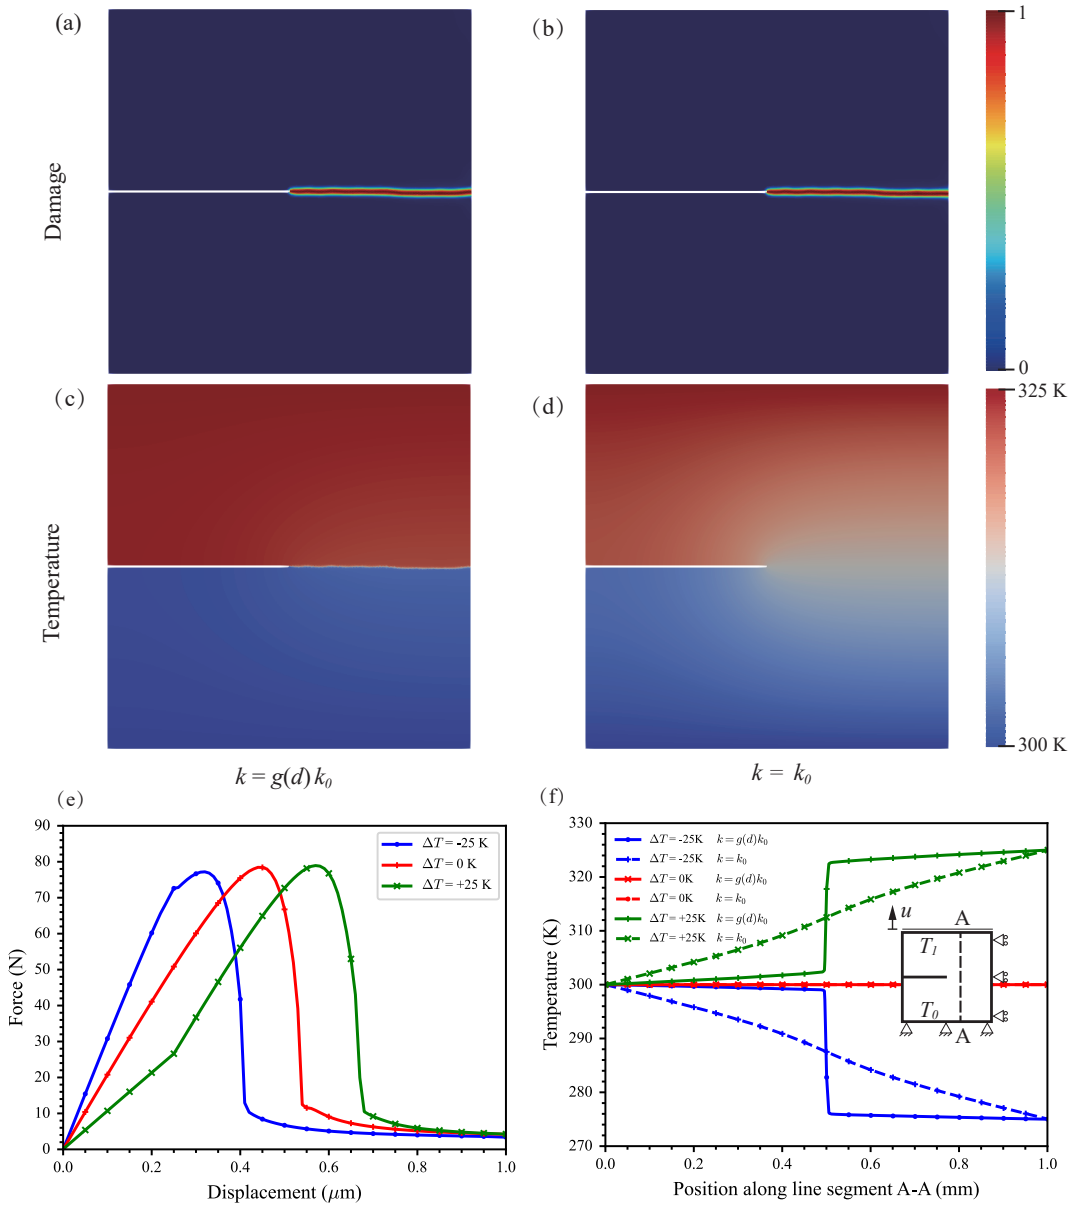 (a)
(b)
1
Damage
0
(c)
(d)
325 K
Temperature
300 K
k = g(d) k₀
k = k₀
(e)
(f)
90
80
70
60
50
40
30
20
10
0
Force (N)
ΔT = -25 K
ΔT = 0 K
ΔT = +25 K
0.0
0.2
0.4
0.6
0.8
1.0
Displacement (μm)
330
320
310
300
290
280
270
Temperature (K)
ΔT = -25K k = g(d)k₀
ΔT = -25K k = k₀
ΔT = 0K k = g(d)k₀
ΔT = 0K k = k₀
ΔT = +25K k = g(d)k₀
ΔT = +25K k = k₀
u
A
T₁
T₀
A
0.0
0.2
0.4
0.6
0.8
1.0
Position along line segment A-A (mm)